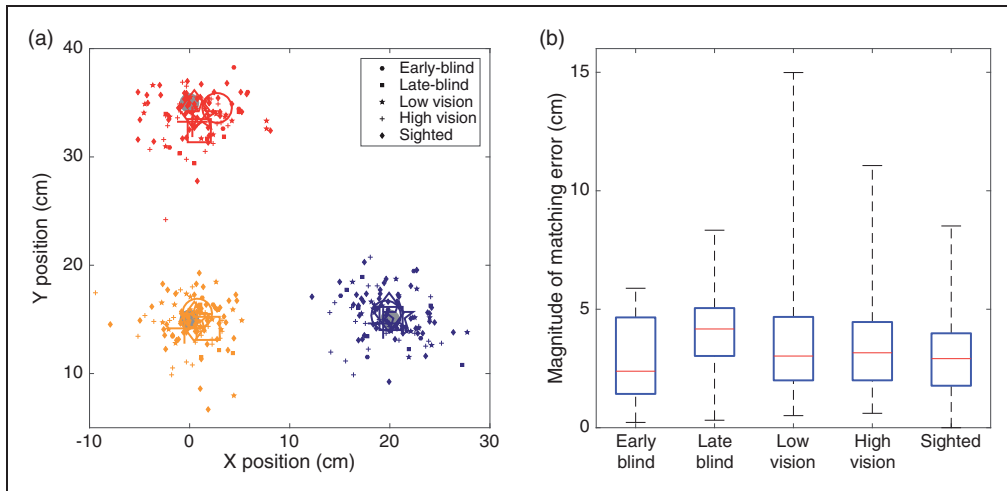 (a)
40
30
20
10
-10
0
10
20
30
Y position (cm)
X position (cm)
Early-blind
Late-blind
Low vision
High vision
Sighted
(b)
15
10
5
0
Magnitude of matching error (cm)
Early
blind
Late
blind
Low
vision
High
vision
Sighted